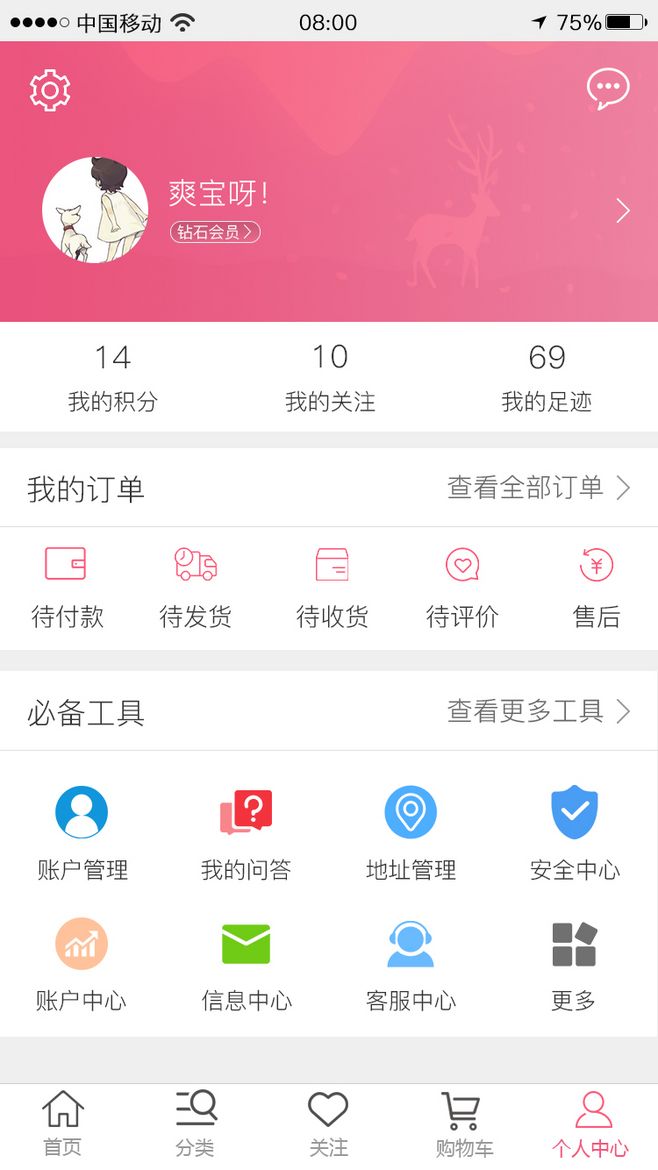 中国移动 08:00 75%
爽宝呀!
钻石会员
14 10 69
我的积分 我的关注 我的足迹
我的订单 查看全部订单
待付款 待发货 待收货 待评价 售后
必备工具 查看更多工具
账户管理 我的问答 地址管理 安全中心
账户中心 信息中心 客服中心 更多
首页 分类 关注 购物车 个人中心